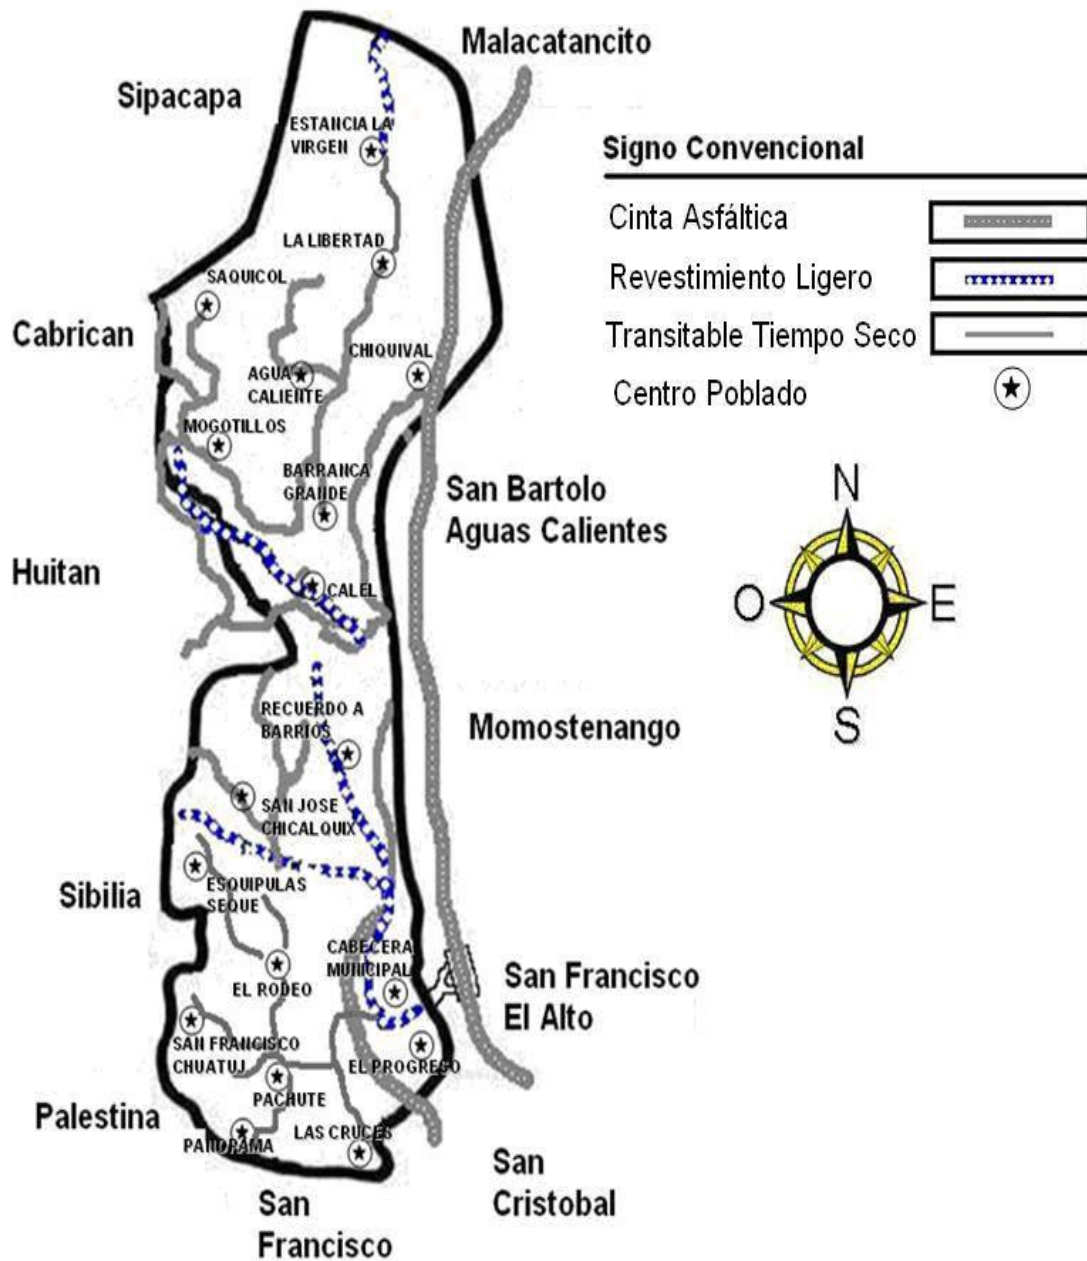 Malacatancito
Sipacapa
ESTANCIA LA
VIRGEN
Signo Convencional
Cinta Asfáltica
Revestimiento Ligero
Transitable Tiempo Seco
Centro Poblado
LA LIBERTAD
SAQUICOL
Cabrican
CHIQUIVAL
AGUA
CALIENTE
MOGOTILLOS
BARRANCA
GRANDE
San Bartolo
Aguas Calientes
N
O
E
S
Huitan
CALEL
RECUERDO A
BARRIOS
Momostenango
SAN JOSE
CHICALQUIX
Sibilia
ESQUIPULAS
SEQUE
CABECERA
MUNICIPAL
San Francisco
El Alto
EL RODEO
SAN FRANCISCO
CHUATUJ
EL PROGRESO
PACHUTE
Palestina
PANORAMA
LAS CRUCES
San
Cristobal
San
Francisco